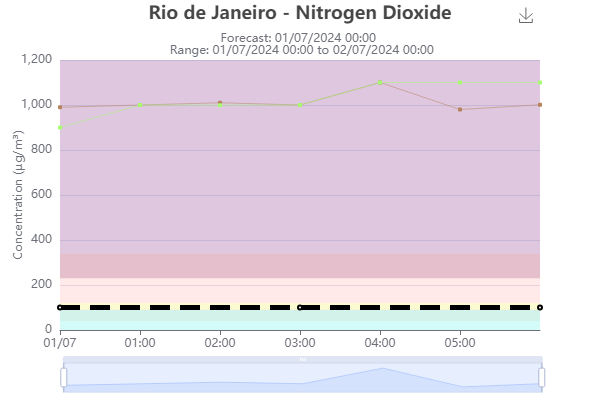 Rio de Janeiro - Nitrogen Dioxide
Forecast: 01/07/2024 00:00
Range: 01/07/2024 00:00 to 02/07/2024 00:00
Concentration (µg/m³)
1,200
1,000
800
600
400
200
0
01/07 01:00 02:00 03:00 04:00 05:00